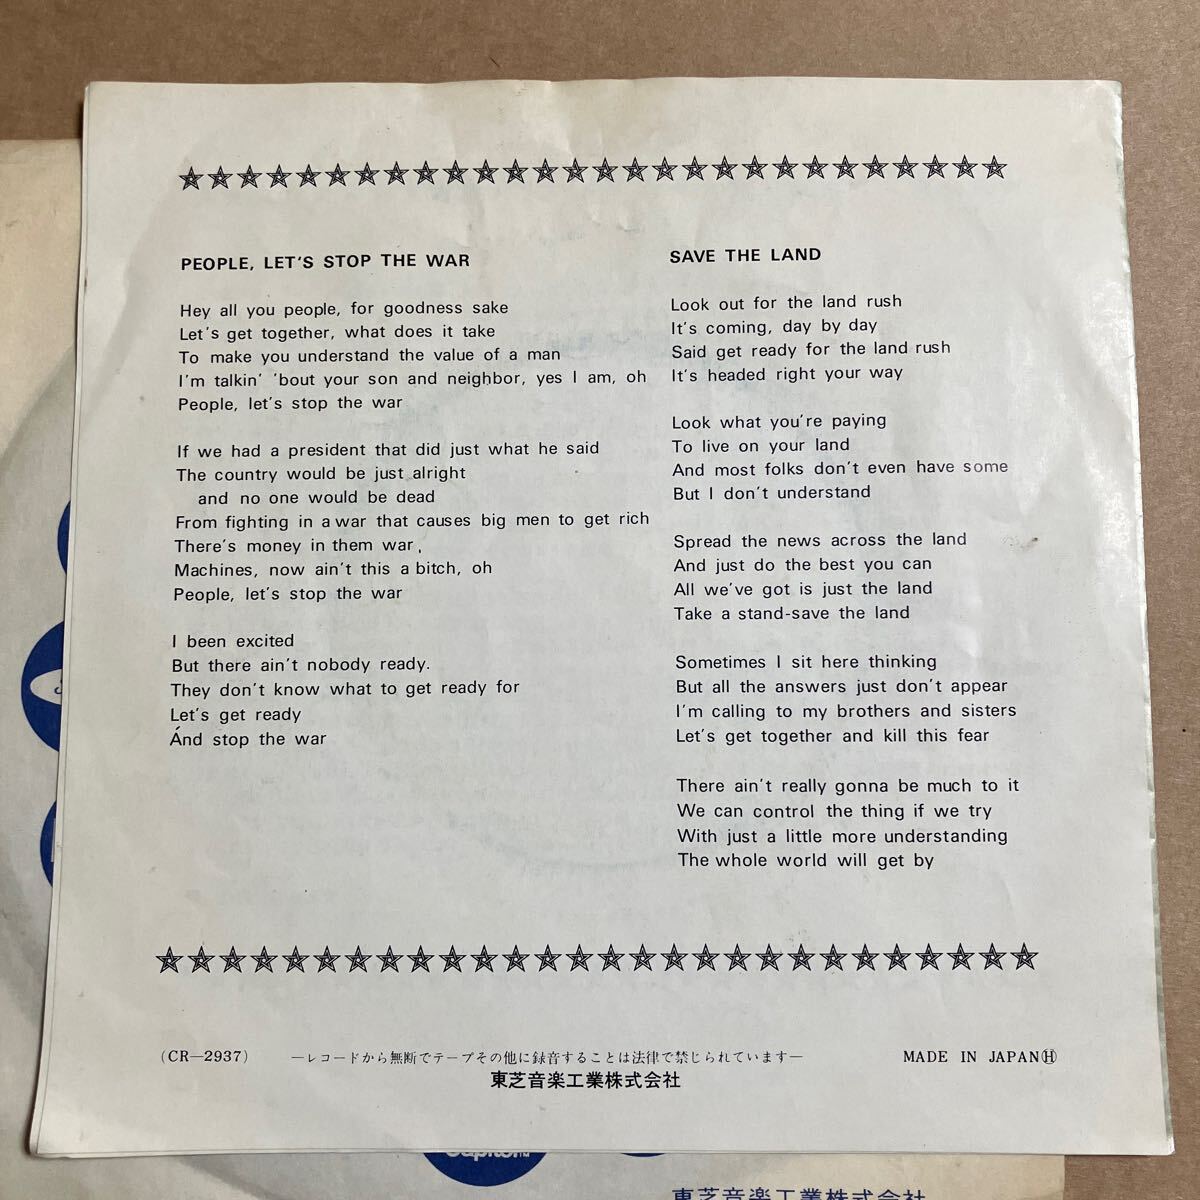 PEOPLE, LET'S STOP THE WAR
Hey all you people, for goodness sake
Let's get together, what does it take
To make you understand the value of a man
I'm talkin' 'bout your son and neighbor, yes I am, oh
People, let's stop the war
If we had a president that did just what he said
The country would be just alright
and no one would be dead
From fighting in a war that causes big men to get rich
There's money in them war,
Machines, now ain't this a bitch, oh
People, let's stop the war
I been excited
But there ain't nobody ready.
They don't know what to get ready for
Let's get ready
And stop the war
SAVE THE LAND
Look out for the land rush
It's coming, day by day
Said get ready for the land rush
It's headed right your way
Look what you're paying
To live on your land
And most folks don't even have some
But I don't understand
Spread the news across the land
And just do the best you can
All we've got is just the land
Take a stand-save the land
Sometimes I sit here thinking
But all the answers just don't appear
I'm calling to my brothers and sisters
Let's get together and kill this fear
There ain't really gonna be much to it
We can control the thing if we try
With just a little more understanding
The whole world will get by
(CR—2937) —レコードから無断でテープその他に録音することは法律で禁じられています— MADE IN JAPAN Ⓗ
東芝音楽工業株式会社
Capitol TM
東芝音楽工業株式会社